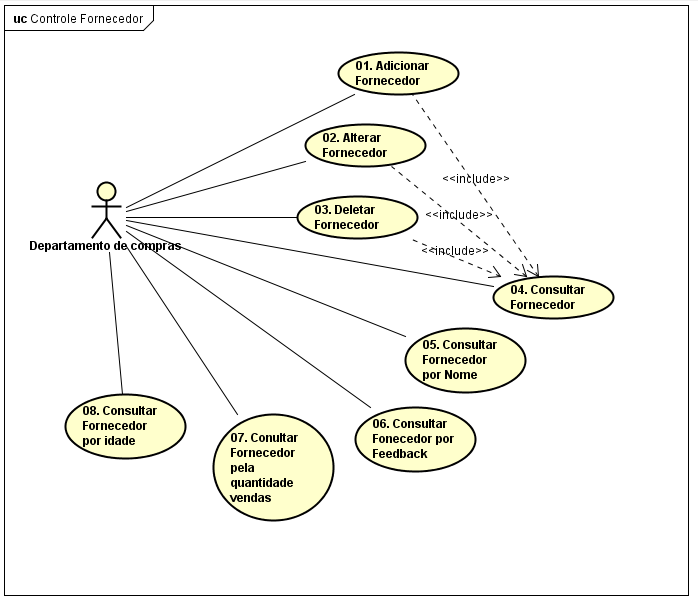 uc Controle Fornecedor
01. Adicionar
Fornecedor
02. Alterar
Fornecedor
<<include>>
03. Deletar
Fornecedor
<<include>>
Departamento de compras
<<include>>
04. Consultar
Fornecedor
05. Consultar
Fornecedor
por Nome
08. Consultar
Fornecedor
por idade
07. Conultar
Fornecedor
pela
quantidade
vendas
06. Consultar
Fonecedor por
Feedback